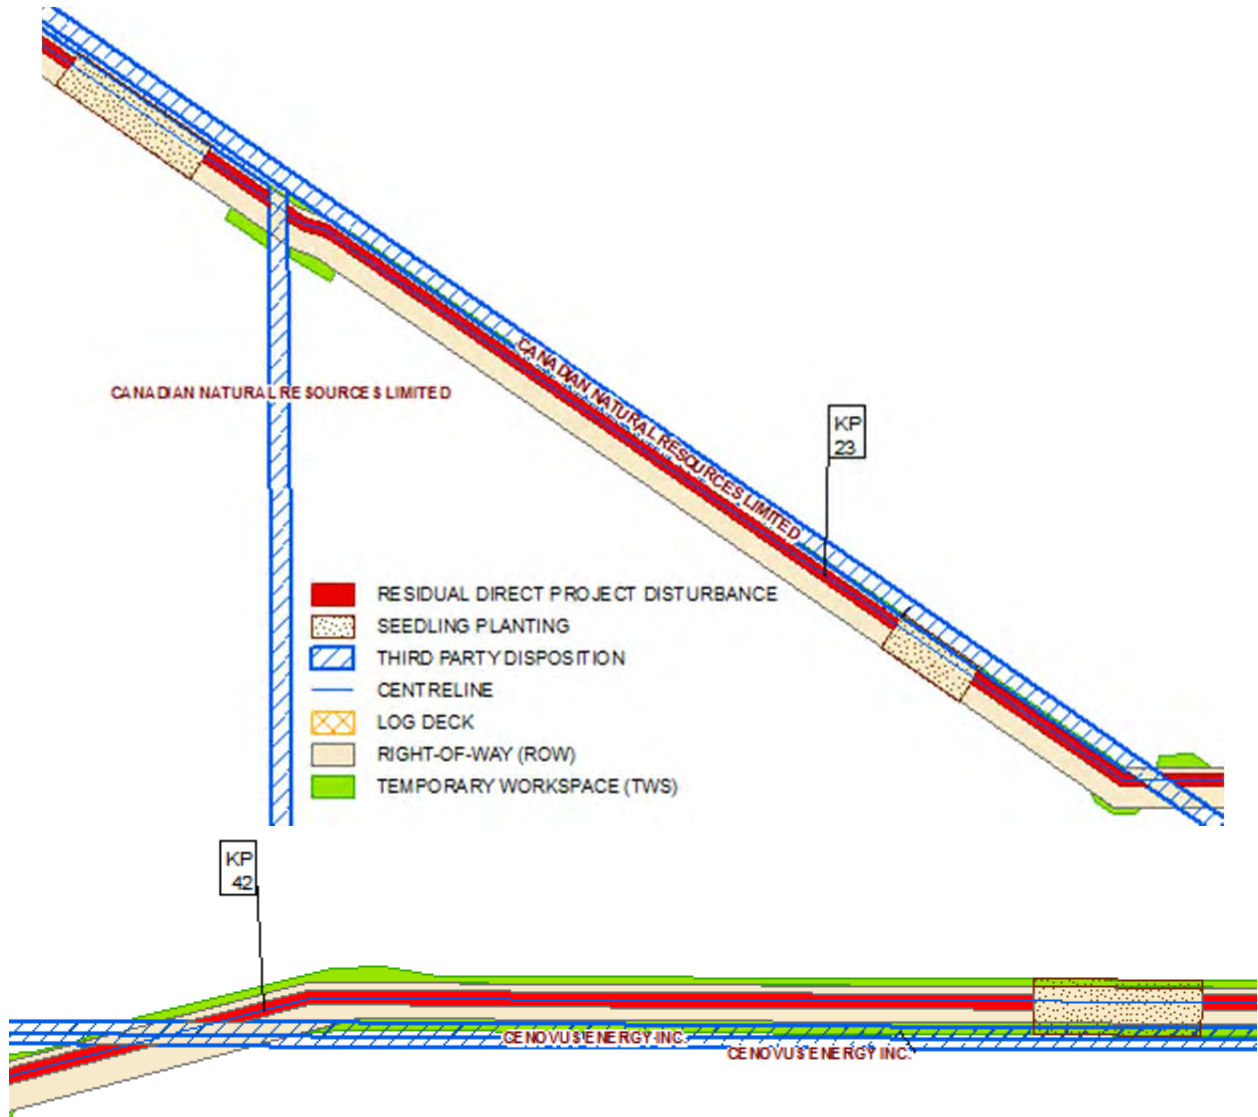 CANADIAN NATURAL RESOURCES LIMITED
CANADIAN NATURAL RESOURCES LIMITED
KP
23
RESIDUAL DIRECT PROJECT DISTURBANCE
SEEDLING PLANTING
THIRD PARTY DISPOSITION
CENTRELINE
LOG DECK
RIGHT-OF-WAY (ROW)
TEMPORARY WORKSPACE (TWS)
KP
42
CENOVUS ENERGY INC.
CENOVUS ENERGY INC.